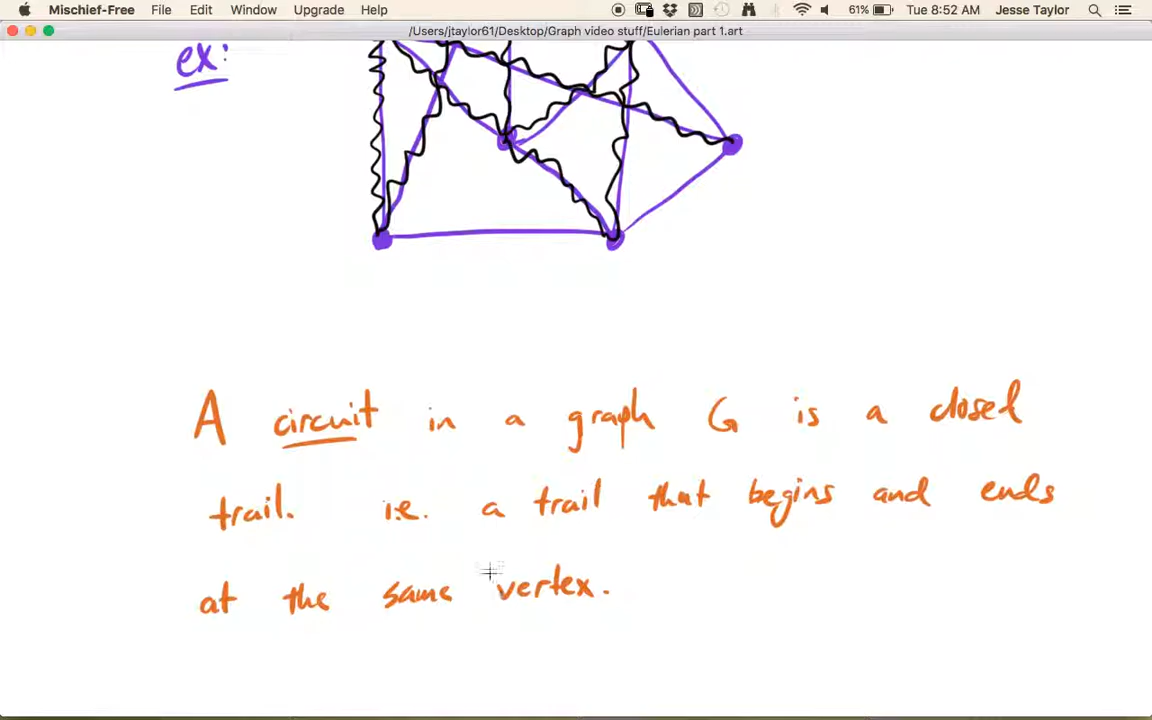 Mischief-Free File Edit Window Upgrade Help 61% Tue 8:52 AM Jesse Taylor
/Users/jtaylor61/Desktop/Graph video stuff/Eulerian part 1.art
ex:
A circuit in a graph G is a closed
trail. i.e. a trail that begins and ends
at the same vertex.